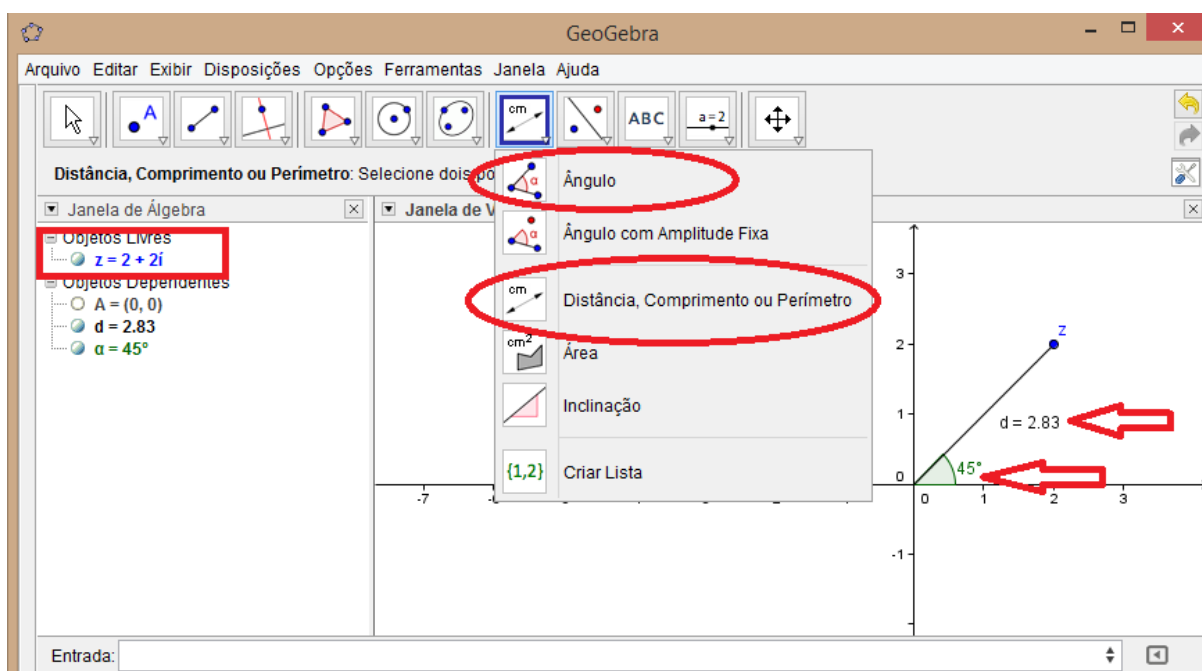 GeoGebra
Arquivo Editar Exibir Disposições Opções Ferramentas Janela Ajuda
A cm ABC a=2
Distância, Comprimento ou Perímetro: Selecione dois po
Janela de Álgebra
Objetos Livres
z = 2 + 2í
Objetos Dependentes
A = (0, 0)
d = 2.83
α = 45°
Janela de V
α Ângulo
α Ângulo com Amplitude Fixa
cm Distância, Comprimento ou Perímetro
cm² Área
Inclinação
{1,2} Criar Lista
3
2
z
1
d = 2.83
0
45°
-7
0 1 2 3
-1
Entrada: